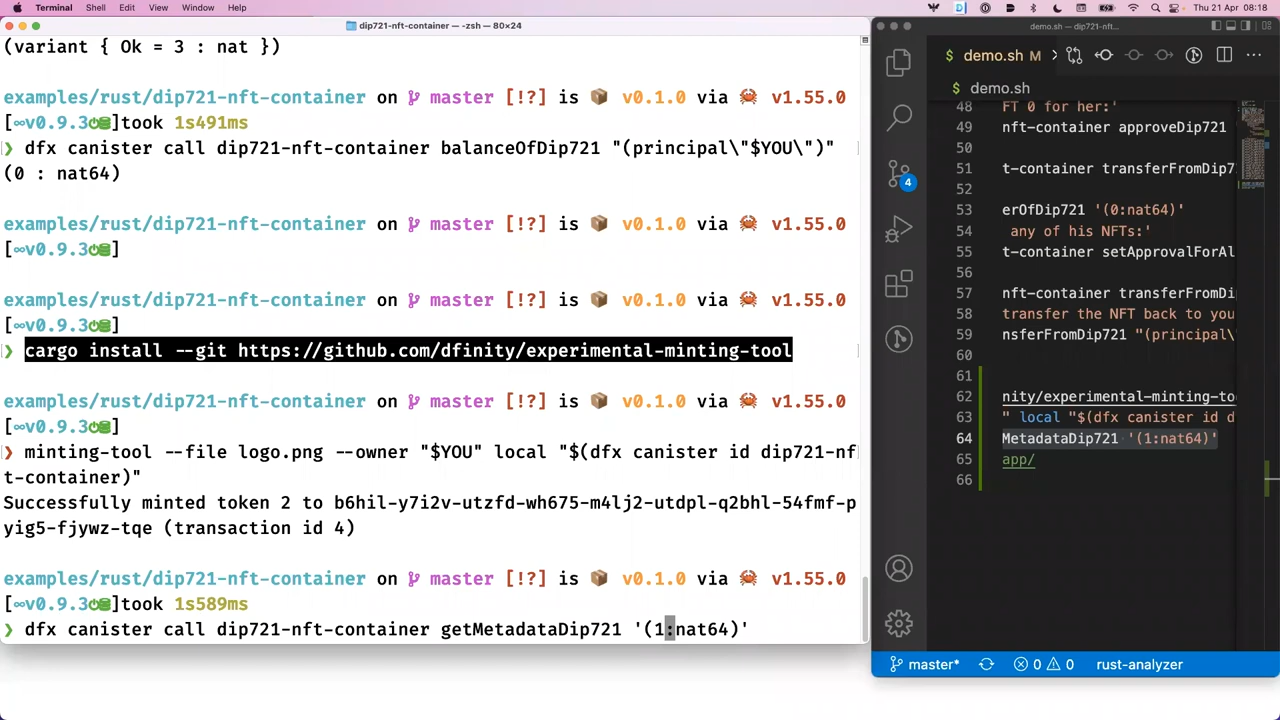 Terminal Shell Edit View Window Help Thu 21 Apr 08:18
dip721-nft-container — -zsh — 80×24
(variant { Ok = 3 : nat })
examples/rust/dip721-nft-container on master [!?] is 📦 v0.1.0 via 🦀 v1.55.0
[∞v0.9.3]took 1s491ms
❯ dfx canister call dip721-nft-container balanceOfDip721 "(principal\"$YOU\")"
(0 : nat64)
examples/rust/dip721-nft-container on master [!?] is 📦 v0.1.0 via 🦀 v1.55.0
[∞v0.9.3]
examples/rust/dip721-nft-container on master [!?] is 📦 v0.1.0 via 🦀 v1.55.0
[∞v0.9.3]
❯ cargo install --git https://github.com/dfinity/experimental-minting-tool
examples/rust/dip721-nft-container on master [!?] is 📦 v0.1.0 via 🦀 v1.55.0
[∞v0.9.3]
❯ minting-tool --file logo.png --owner "$YOU" local "$(dfx canister id dip721-nf
t-container)"
Successfully minted token 2 to b6hil-y7i2v-utzfd-wh675-m4lj2-utdpl-q2bhl-54fmf-p
yig5-fjywz-tqe (transaction id 4)
examples/rust/dip721-nft-container on master [!?] is 📦 v0.1.0 via 🦀 v1.55.0
[∞v0.9.3]took 1s589ms
❯ dfx canister call dip721-nft-container getMetadataDip721 '(1:nat64)'
demo.sh — dip721-nft...
$ demo.sh M
$ demo.sh
48 FT 0 for her:'
49 nft-container approveDip721
50
51 t-container transferFromDip7
52
53 erOfDip721 '(0:nat64)'
54 any of his NFTs:'
55 t-container setApprovalForAl
56
57 nft-container transferFromDi
58 transfer the NFT back to you
59 nsferFromDip721 "(principal\
60
61
62 nity/experimental-minting-to
63 " local "$(dfx canister id d
64 MetadataDip721 '(1:nat64)'
65 app/
66
4
master* 0 0 rust-analyzer